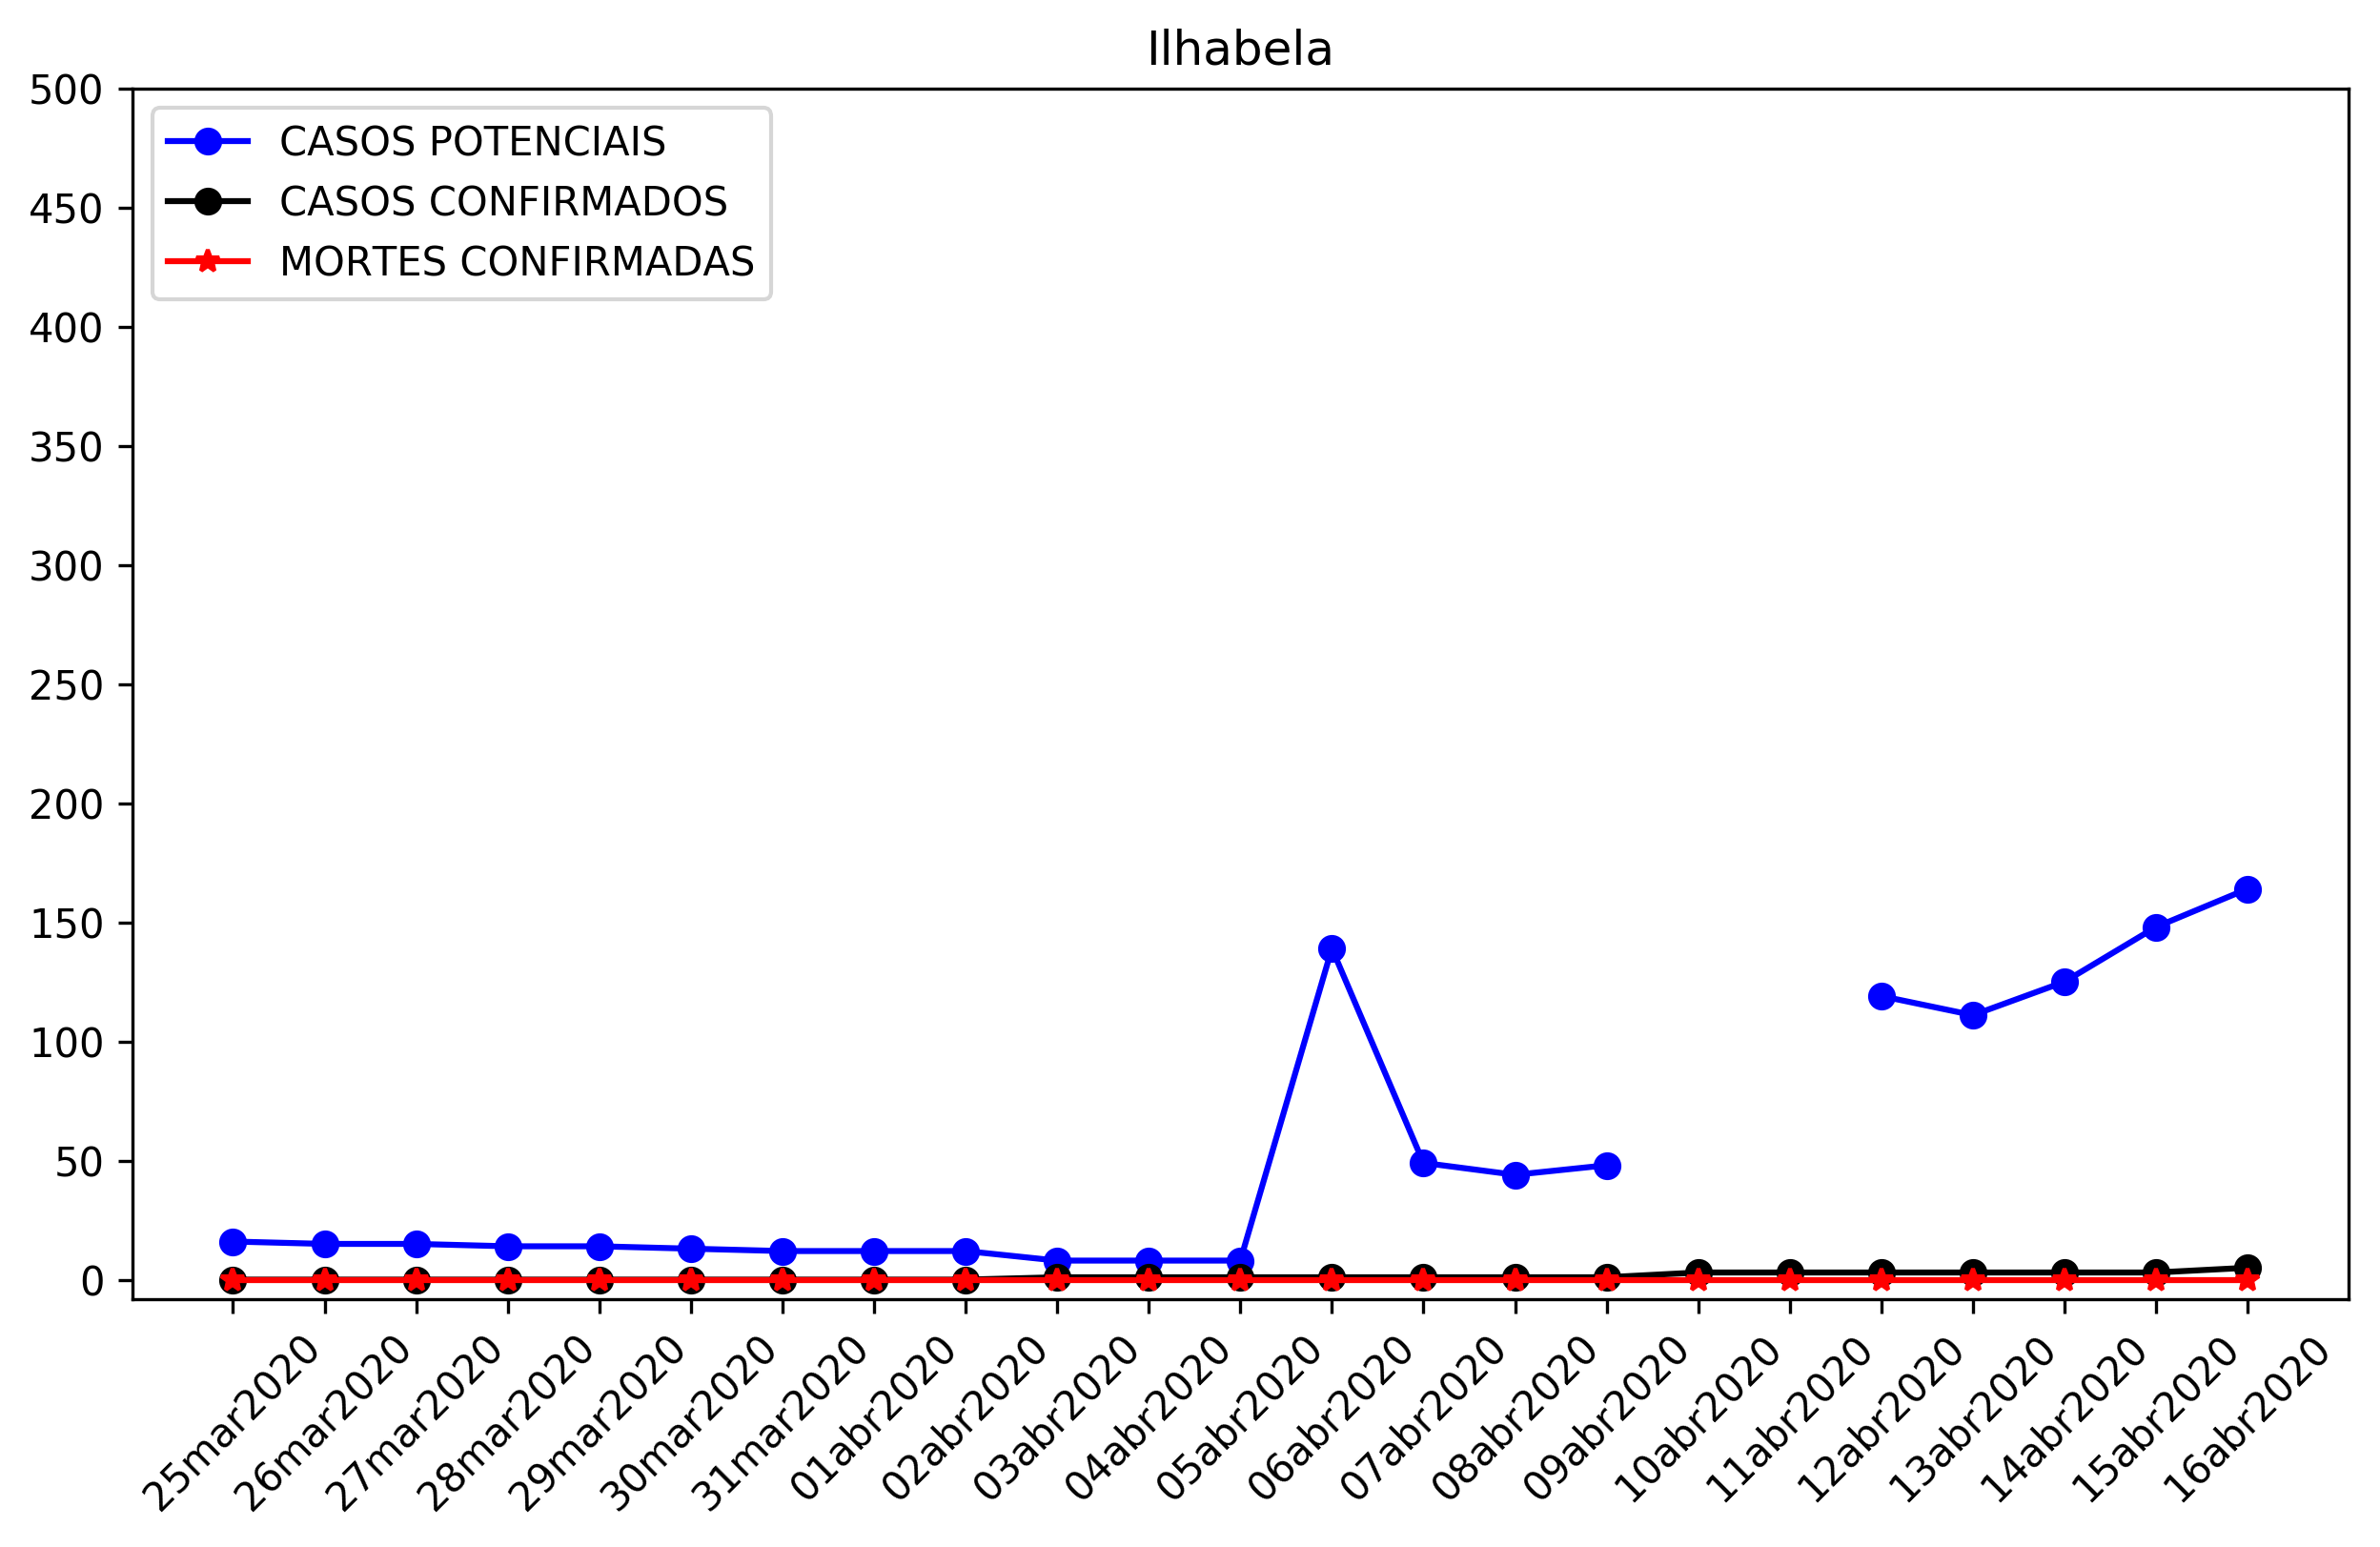 Ilhabela
500
450
400
350
300
250
200
150
100
50
0
CASOS POTENCIAIS
CASOS CONFIRMADOS
MORTES CONFIRMADAS
25mar2020
26mar2020
27mar2020
28mar2020
29mar2020
30mar2020
31mar2020
01abr2020
02abr2020
03abr2020
04abr2020
05abr2020
06abr2020
07abr2020
08abr2020
09abr2020
10abr2020
11abr2020
12abr2020
13abr2020
14abr2020
15abr2020
16abr2020